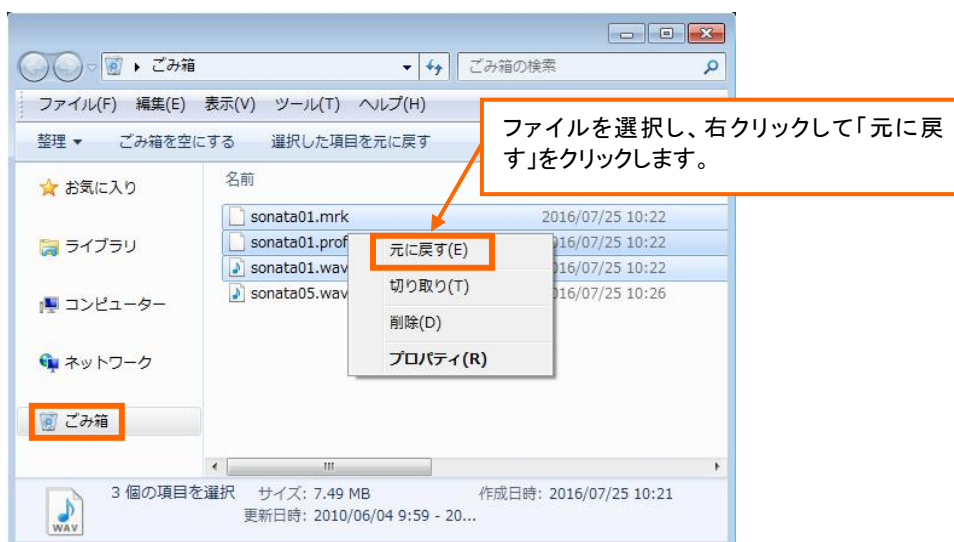 ごみ箱
ごみ箱の検索
ファイル(F) 編集(E) 表示(V) ツール(T) ヘルプ(H)
ファイルを選択し、右クリックして「元に戻
す」をクリックします。
整理 ごみ箱を空にする 選択した項目を元に戻す
お気に入り
ライブラリ
コンピューター
ネットワーク
ごみ箱
名前
sonata01.mrk 2016/07/25 10:22
sonata01.prof 016/07/25 10:22
sonata01.wav 016/07/25 10:22
sonata05.wav 016/07/25 10:26
元に戻す(E)
切り取り(T)
削除(D)
プロパティ(R)
WAV
3 個の項目を選択 サイズ: 7.49 MB 作成日時: 2016/07/25 10:21
更新日時: 2010/06/04 9:59 - 20...